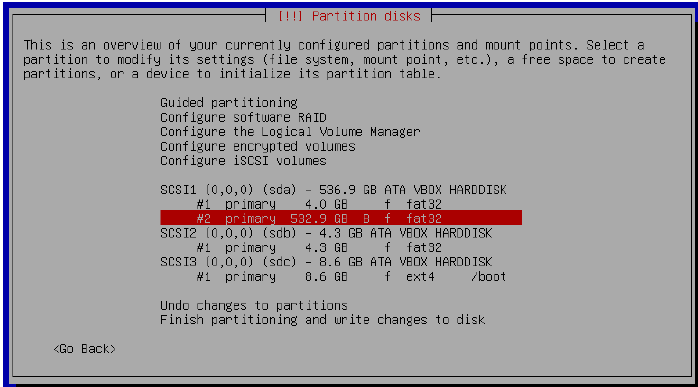 [!!] Partition disks
This is an overview of your currently configured partitions and mount points. Select a
partition to modify its settings (file system, mount point, etc.), a free space to create
partitions, or a device to initialize its partition table.
Guided partitioning
Configure software RAID
Configure the Logical Volume Manager
Configure encrypted volumes
Configure iSCSI volumes
SCSI1 (0,0,0) (sda) - 536.9 GB ATA VBOX HARDDISK
#1 primary 4.0 GB f fat32
#2 primary 532.9 GB B f fat32
SCSI2 (0,0,0) (sdb) - 4.3 GB ATA VBOX HARDDISK
#1 primary 4.3 GB f fat32
SCSI3 (0,0,0) (sdc) - 8.6 GB ATA VBOX HARDDISK
#1 primary 8.6 GB f ext4 /boot
Undo changes to partitions
Finish partitioning and write changes to disk
<Go Back>